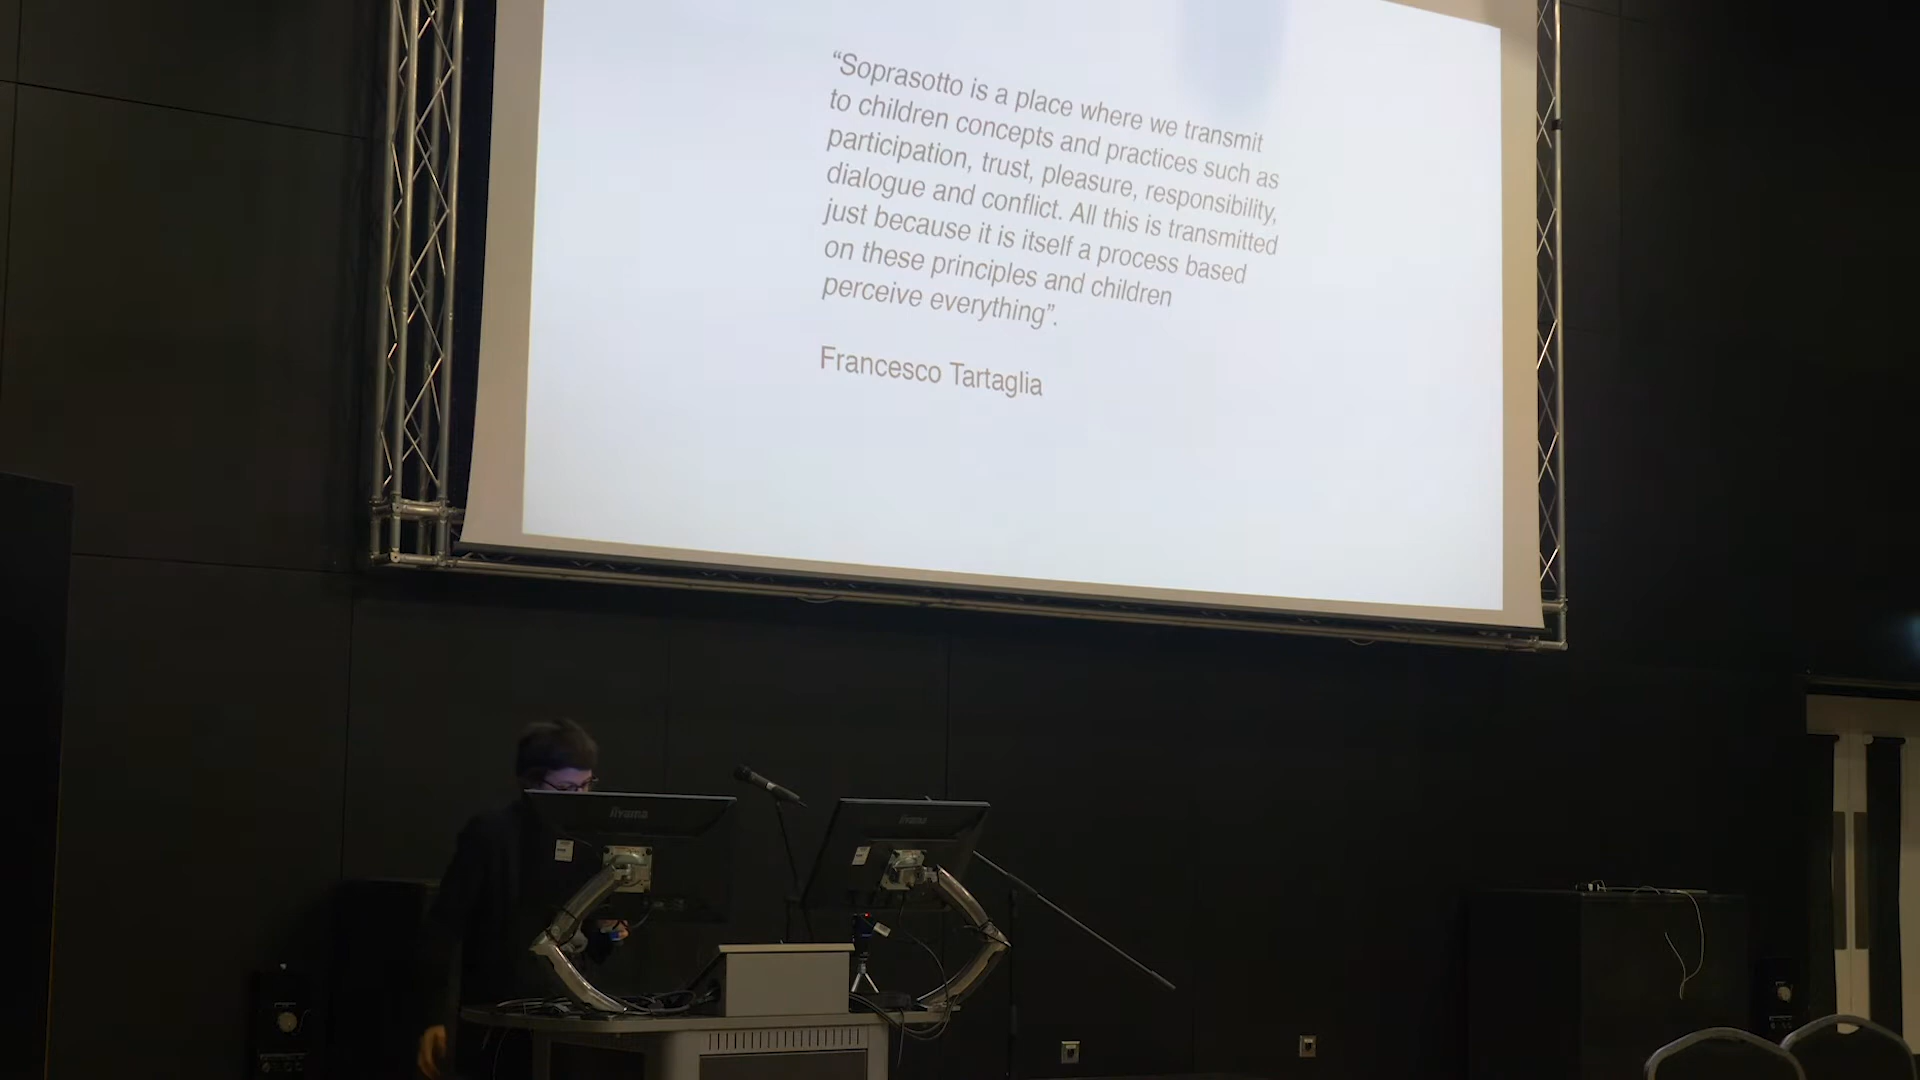 “Soprasotto is a place where we transmit
to children concepts and practices such as
participation, trust, pleasure, responsibility,
dialogue and conflict. All this is transmitted
just because it is itself a process based
on these principles and children
perceive everything”.
Francesco Tartaglia
iiyama
iiyama